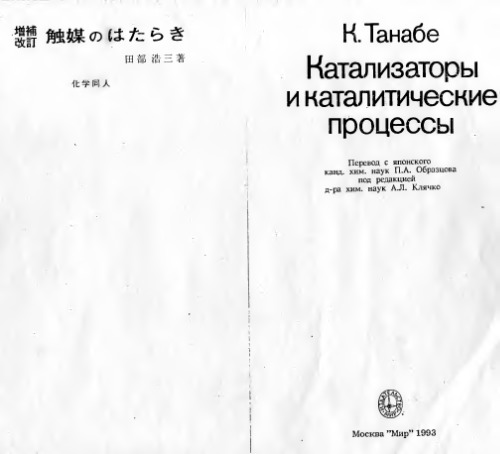 増補
改訂 触媒のはたらき
田部浩三著
化学同人
К. Танабе
Катализаторы
и каталитические
процессы
Перевод с японского
канд. хим. наук П.А. Образцова
под редакцией
д-ра хим. наук А.Л. Клячко
Москва "Мир" 1993